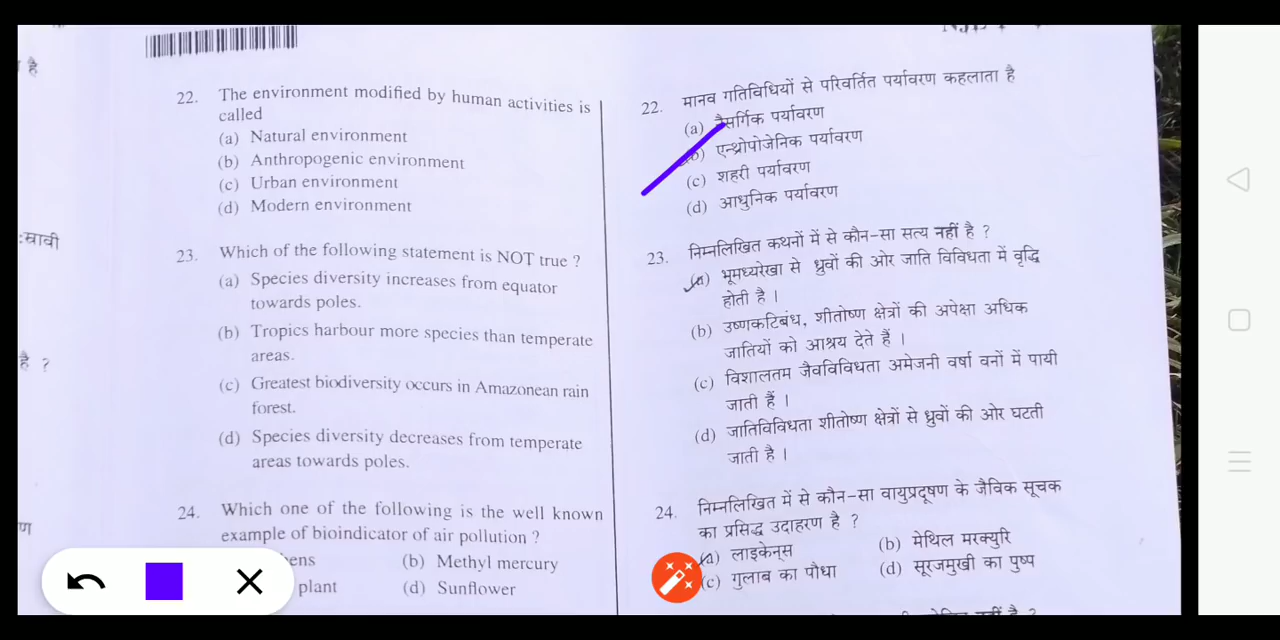 है
22. The environment modified by human activities is
called
(a) Natural environment
(b) Anthropogenic environment
(c) Urban environment
(d) Modern environment
:स्रावी
23. Which of the following statement is NOT true ?
(a) Species diversity increases from equator
towards poles.
(b) Tropics harbour more species than temperate
areas.
है ?
(c) Greatest biodiversity occurs in Amazonean rain
forest.
(d) Species diversity decreases from temperate
areas towards poles.
24. Which one of the following is the well known
example of bioindicator of air pollution ?
ens (b) Methyl mercury
plant (d) Sunflower
ण
22. मानव गतिविधियों से परिवर्तित पर्यावरण कहलाता है
(a) नैसर्गिक पर्यावरण
(b) एन्थ्रोपोजेनिक पर्यावरण
(c) शहरी पर्यावरण
(d) आधुनिक पर्यावरण
23. निम्नलिखित कथनों में से कौन-सा सत्य नहीं है ?
(a) भूमध्यरेखा से ध्रुवों की ओर जाति विविधता में वृद्धि
होती है ।
(b) उष्णकटिबंध, शीतोष्ण क्षेत्रों की अपेक्षा अधिक
जातियों को आश्रय देते हैं ।
(c) विशालतम जैवविविधता अमेजनी वर्षा वनों में पायी
जाती हैं ।
(d) जातिविविधता शीतोष्ण क्षेत्रों से ध्रुवों की ओर घटती
जाती है ।
24. निम्नलिखित में से कौन-सा वायुप्रदूषण के जैविक सूचक
का प्रसिद्ध उदाहरण है ?
(a) लाइकेन्स (b) मेथिल मरक्युरि
(c) गुलाब का पौधा (d) सूरजमुखी का पुष्प